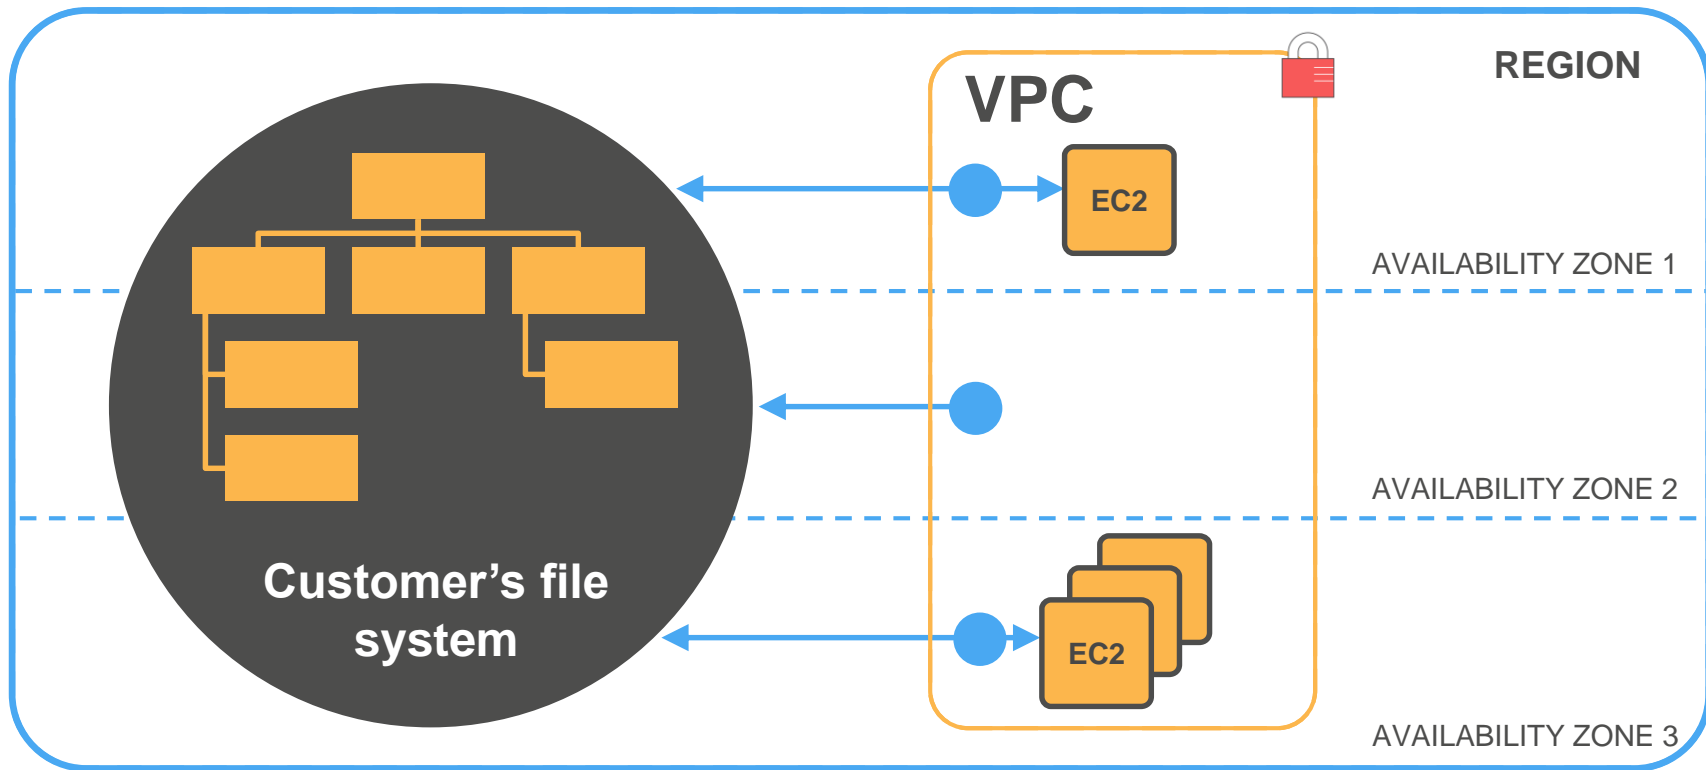 REGION
VPC
EC2
AVAILABILITY ZONE 1
AVAILABILITY ZONE 2
Customer’s file
system
EC2
AVAILABILITY ZONE 3